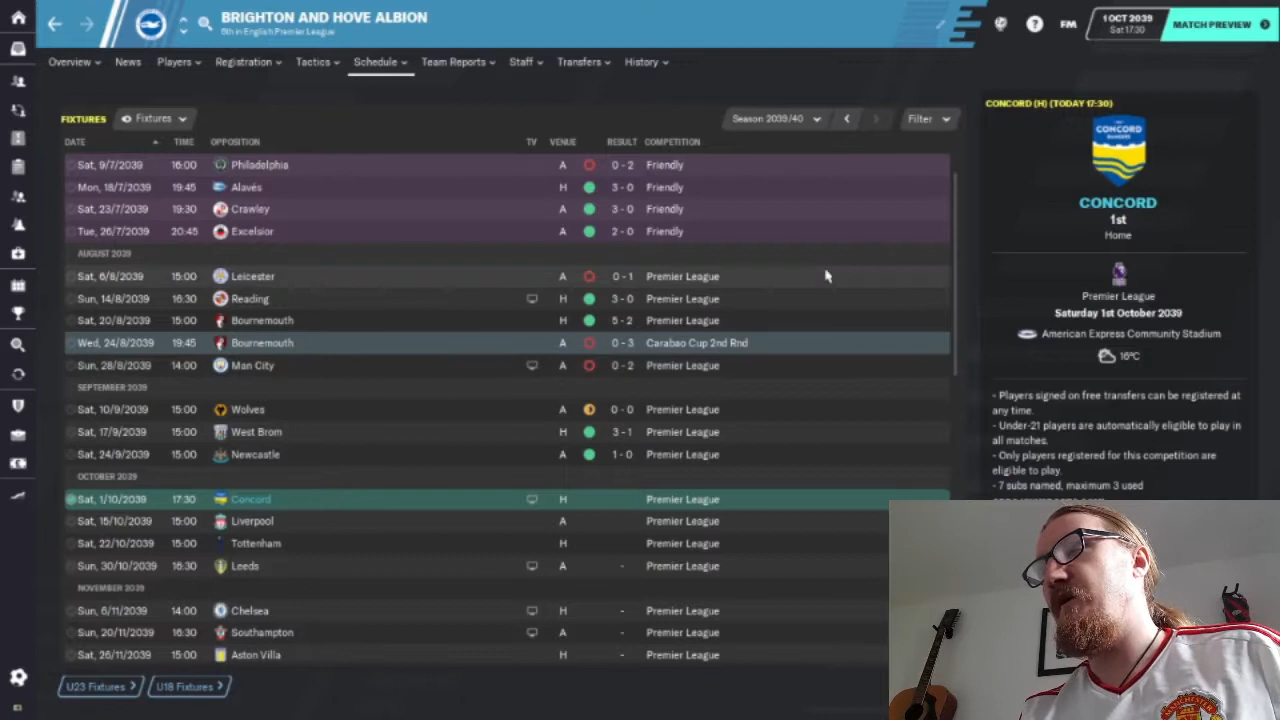 BRIGHTON AND HOVE ALBION
6th in English Premier League
FM
1 OCT 2039
Sat 17:30
MATCH PREVIEW
Overview
News
Players
Registration
Tactics
Schedule
Team Reports
Staff
Transfers
History
FIXTURES
Fixtures
Season 2039/40
Filter
DATE TIME OPPOSITION TV VENUE RESULT COMPETITION
Sat, 9/7/2039 16:00 Philadelphia A 0 - 2 Friendly
Mon, 18/7/2039 19:45 Alavés H 3 - 0 Friendly
Sat, 23/7/2039 19:30 Crawley A 3 - 0 Friendly
Tue, 26/7/2039 20:45 Excelsior A 2 - 0 Friendly
AUGUST 2039
Sat, 6/8/2039 15:00 Leicester A 0 - 1 Premier League
Sun, 14/8/2039 16:30 Reading H 3 - 0 Premier League
Sat, 20/8/2039 15:00 Bournemouth H 5 - 2 Premier League
Wed, 24/8/2039 19:45 Bournemouth A 0 - 3 Carabao Cup 2nd Rnd
Sun, 28/8/2039 14:00 Man City A 0 - 2 Premier League
SEPTEMBER 2039
Sat, 10/9/2039 15:00 Wolves A 0 - 0 Premier League
Sat, 17/9/2039 15:00 West Brom H 3 - 1 Premier League
Sat, 24/9/2039 15:00 Newcastle A 1 - 0 Premier League
OCTOBER 2039
Sat, 1/10/2039 17:30 Concord H Premier League
Sat, 15/10/2039 15:00 Liverpool A Premier League
Sat, 22/10/2039 15:00 Tottenham H Premier League
Sun, 30/10/2039 16:30 Leeds A - Premier League
NOVEMBER 2039
Sun, 6/11/2039 14:00 Chelsea H - Premier League
Sun, 20/11/2039 16:30 Southampton A - Premier League
Sat, 26/11/2039 15:00 Aston Villa H - Premier League
U23 Fixtures
U18 Fixtures
CONCORD (H) (TODAY 17:30)
CONCORD
RANGERS
CONCORD
1st
Home
Premier League
Saturday 1st October 2039
American Express Community Stadium
16°C
- Players signed on free transfers can be registered at
any time.
- Under-21 players are automatically eligible to play in
all matches.
- Only players registered for this competition are
eligible to play.
- 7 subs named, maximum 3 used
MANCHESTER